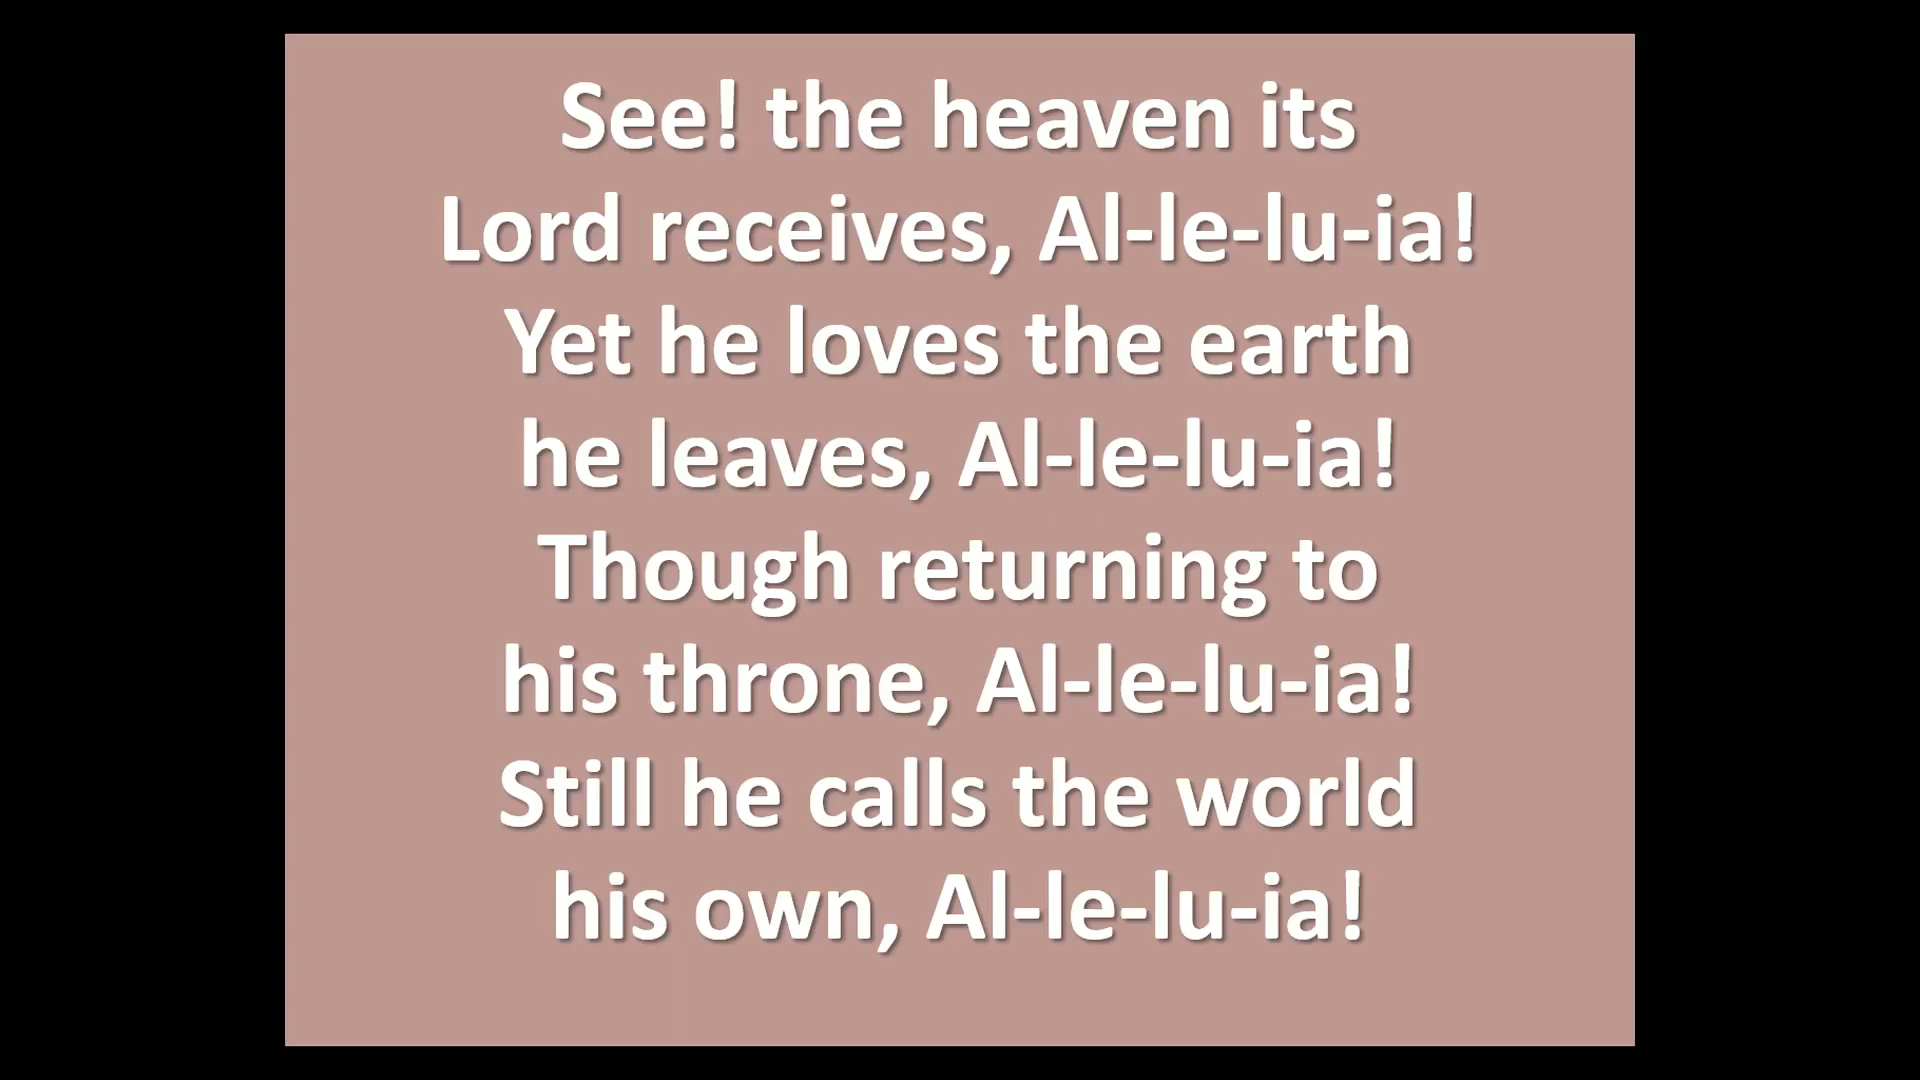 See! the heaven its
Lord receives, Al-le-lu-ia!
Yet he loves the earth
he leaves, Al-le-lu-ia!
Though returning to
his throne, Al-le-lu-ia!
Still he calls the world
his own, Al-le-lu-ia!